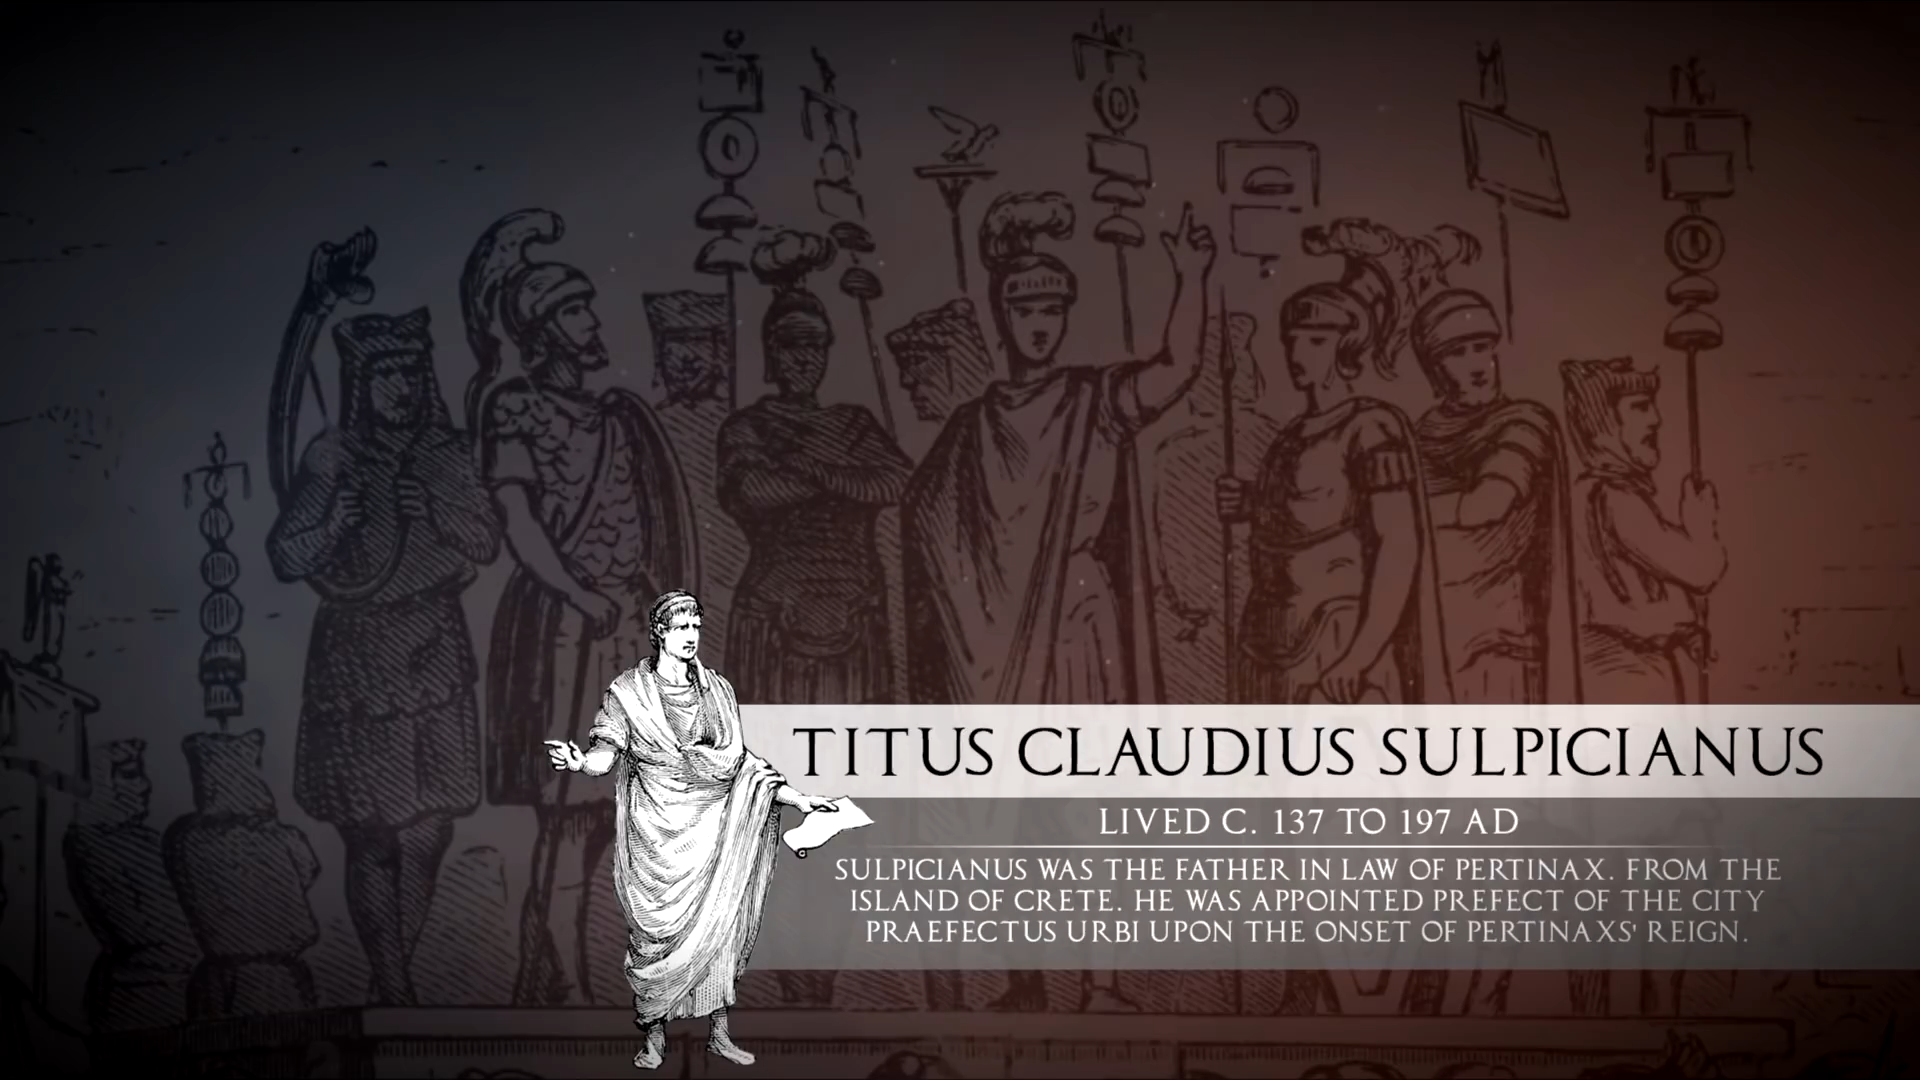 TITUS CLAUDIUS SULPICIANUS
LIVED C. 137 TO 197 AD
SULPICIANUS WAS THE FATHER IN LAW OF PERTINAX. FROM THE
ISLAND OF CRETE. HE WAS APPOINTED PREFECT OF THE CITY
PRAEFECTUS URBI UPON THE ONSET OF PERTINAXS' REIGN.